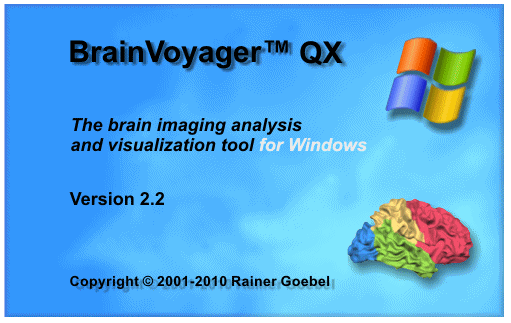 BrainVoyager™ QX
The brain imaging analysis
and visualization tool for Windows
Version 2.2
Copyright © 2001-2010 Rainer Goebel